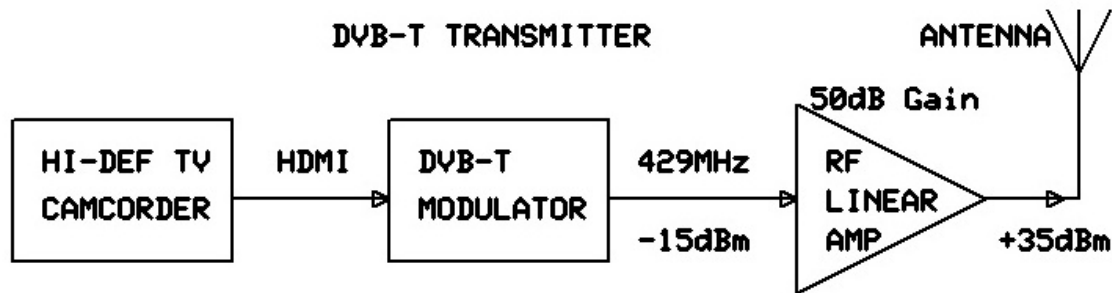 DVB-T TRANSMITTER
ANTENNA
50dB Gain
HI-DEF TV
CAMCORDER
HDMI
DVB-T
MODULATOR
429MHz
-15dBm
RF
LINEAR
AMP
+35dBm